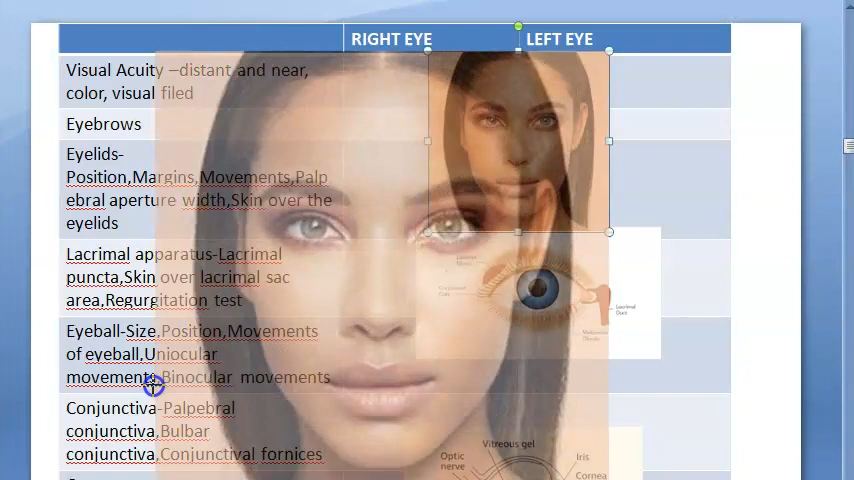 RIGHT EYE LEFT EYE
Visual Acuity –distant and near,
color, visual filed
Eyebrows
Eyelids-
Position,Margins,Movements,Palp
ebral aperture width,Skin over the
eyelids
Lacrimal apparatus-Lacrimal
puncta,Skin over lacrimal sac
area,Regurgitation test
Eyeball-Size,Position,Movements
of eyeball,Uniocular
movements,Binocular movements
Conjunctiva-Palpebral
conjunctiva,Bulbar
conjunctiva,Conjunctival fornices
Lacrimal
Duct
Vitreous gel
Optic
nerve
Iris
Cornea